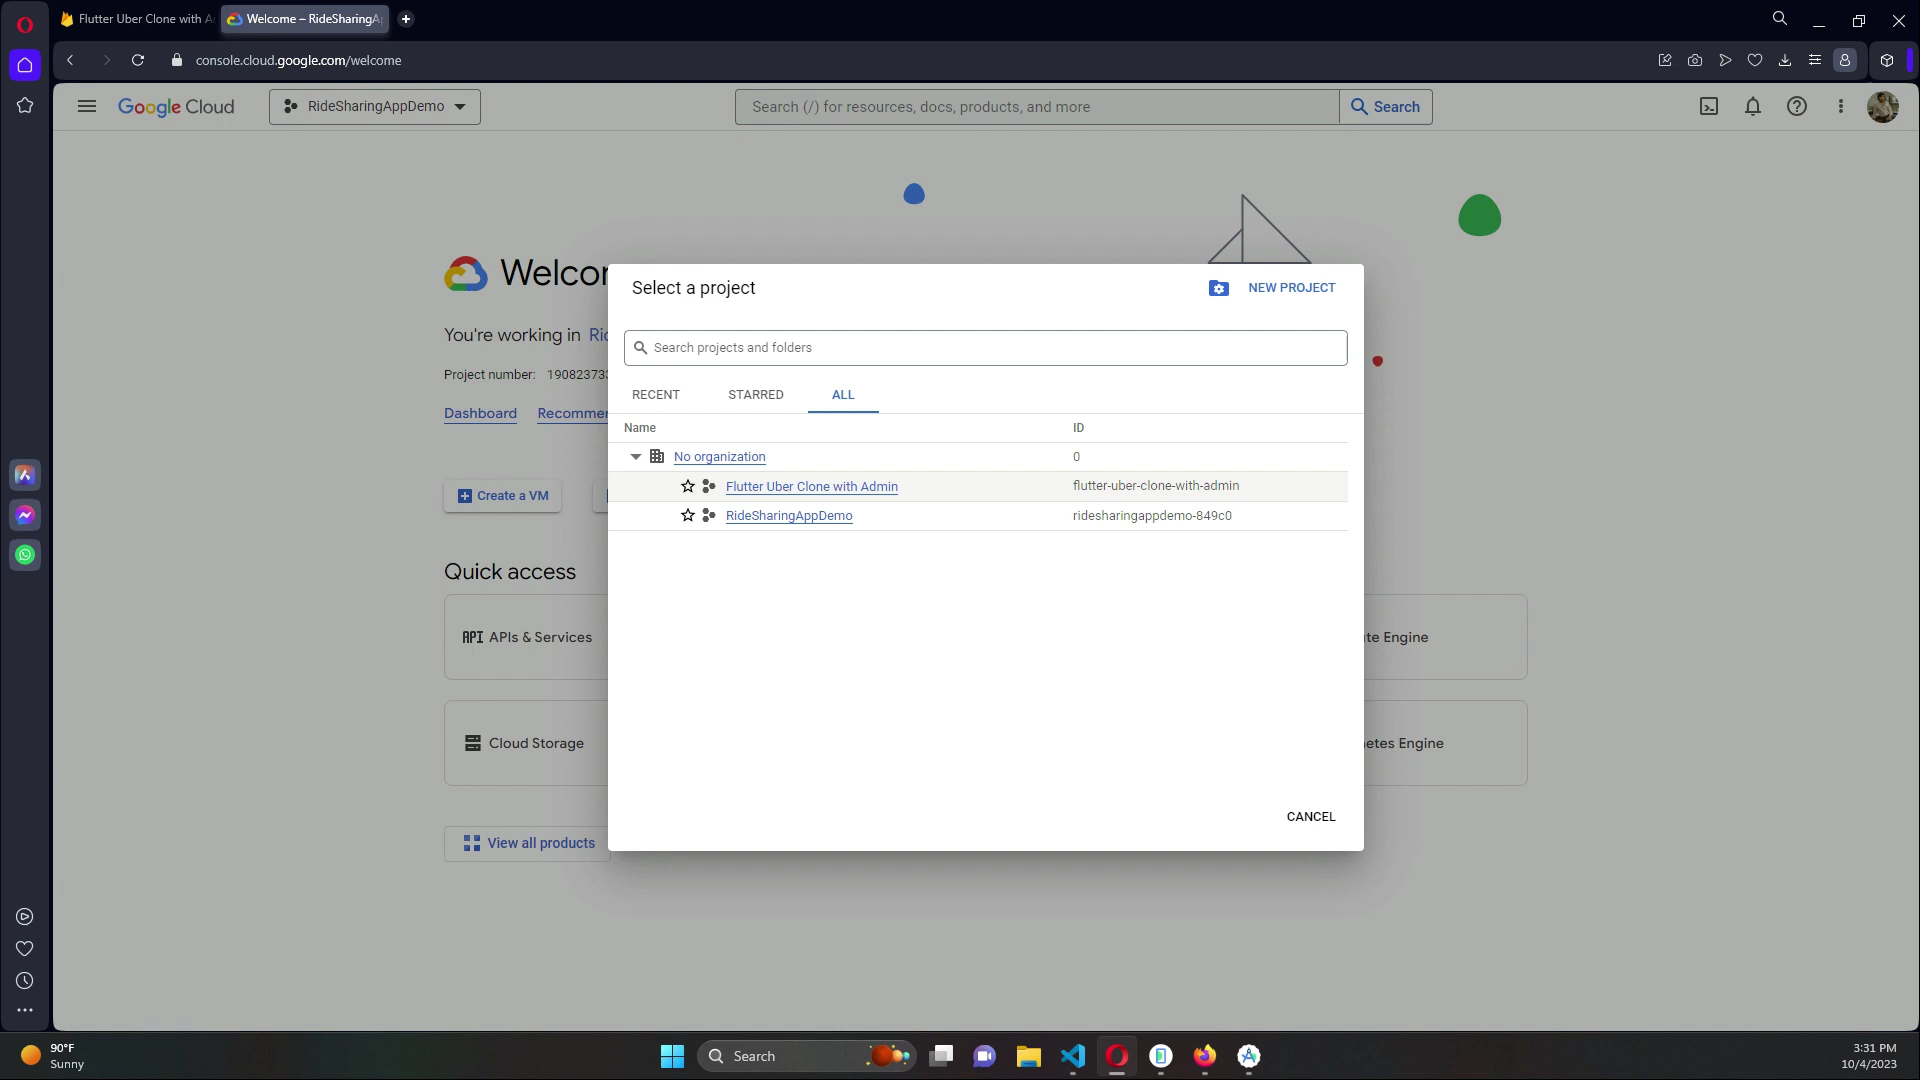 Flutter Uber Clone with A
Welcome – RideSharingA
console.cloud.google.com/welcome
Google Cloud
RideSharingAppDemo
Search (/) for resources, docs, products, and more
Search
Welcom
You're working in Rid
Project number: 19082373
Dashboard
Recommen
Create a VM
Quick access
API APIs & Services
te Engine
Cloud Storage
etes Engine
View all products
Select a project
NEW PROJECT
Search projects and folders
RECENT
STARRED
ALL
Name
ID
No organization
0
Flutter Uber Clone with Admin
flutter-uber-clone-with-admin
RideSharingAppDemo
ridesharingappdemo-849c0
CANCEL
90°F
Sunny
Search
3:31 PM
10/4/2023